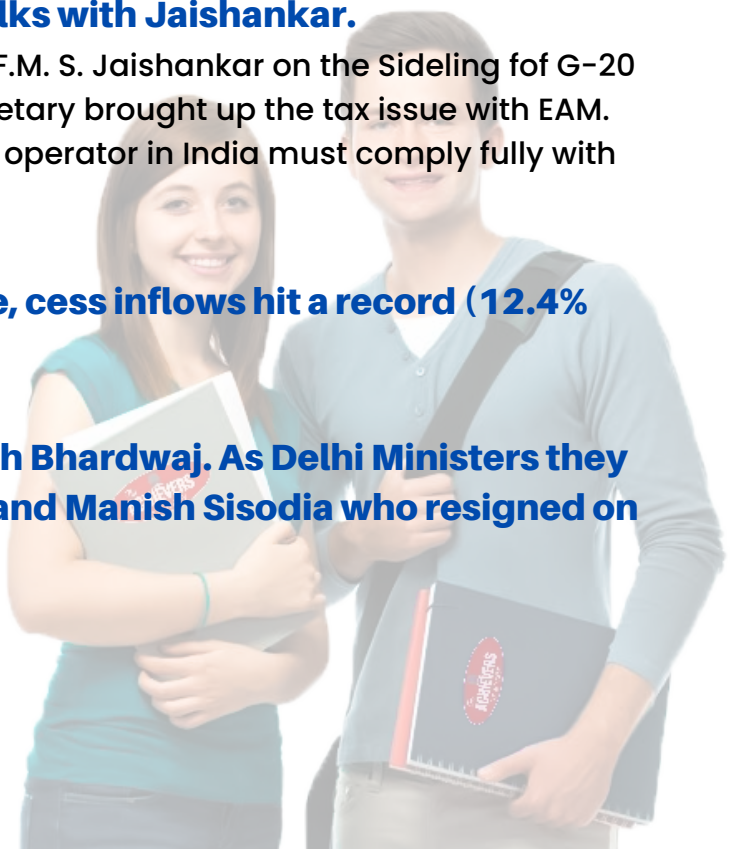 lks with Jaishankar.
F.M. S. Jaishankar on the Sideling fof G-20
etary brought up the tax issue with EAM.
operator in India must comply fully with
e, cess inflows hit a record (12.4%
h Bhardwaj. As Delhi Ministers they
and Manish Sisodia who resigned on
ACHIEVERS
ACHIEVERS